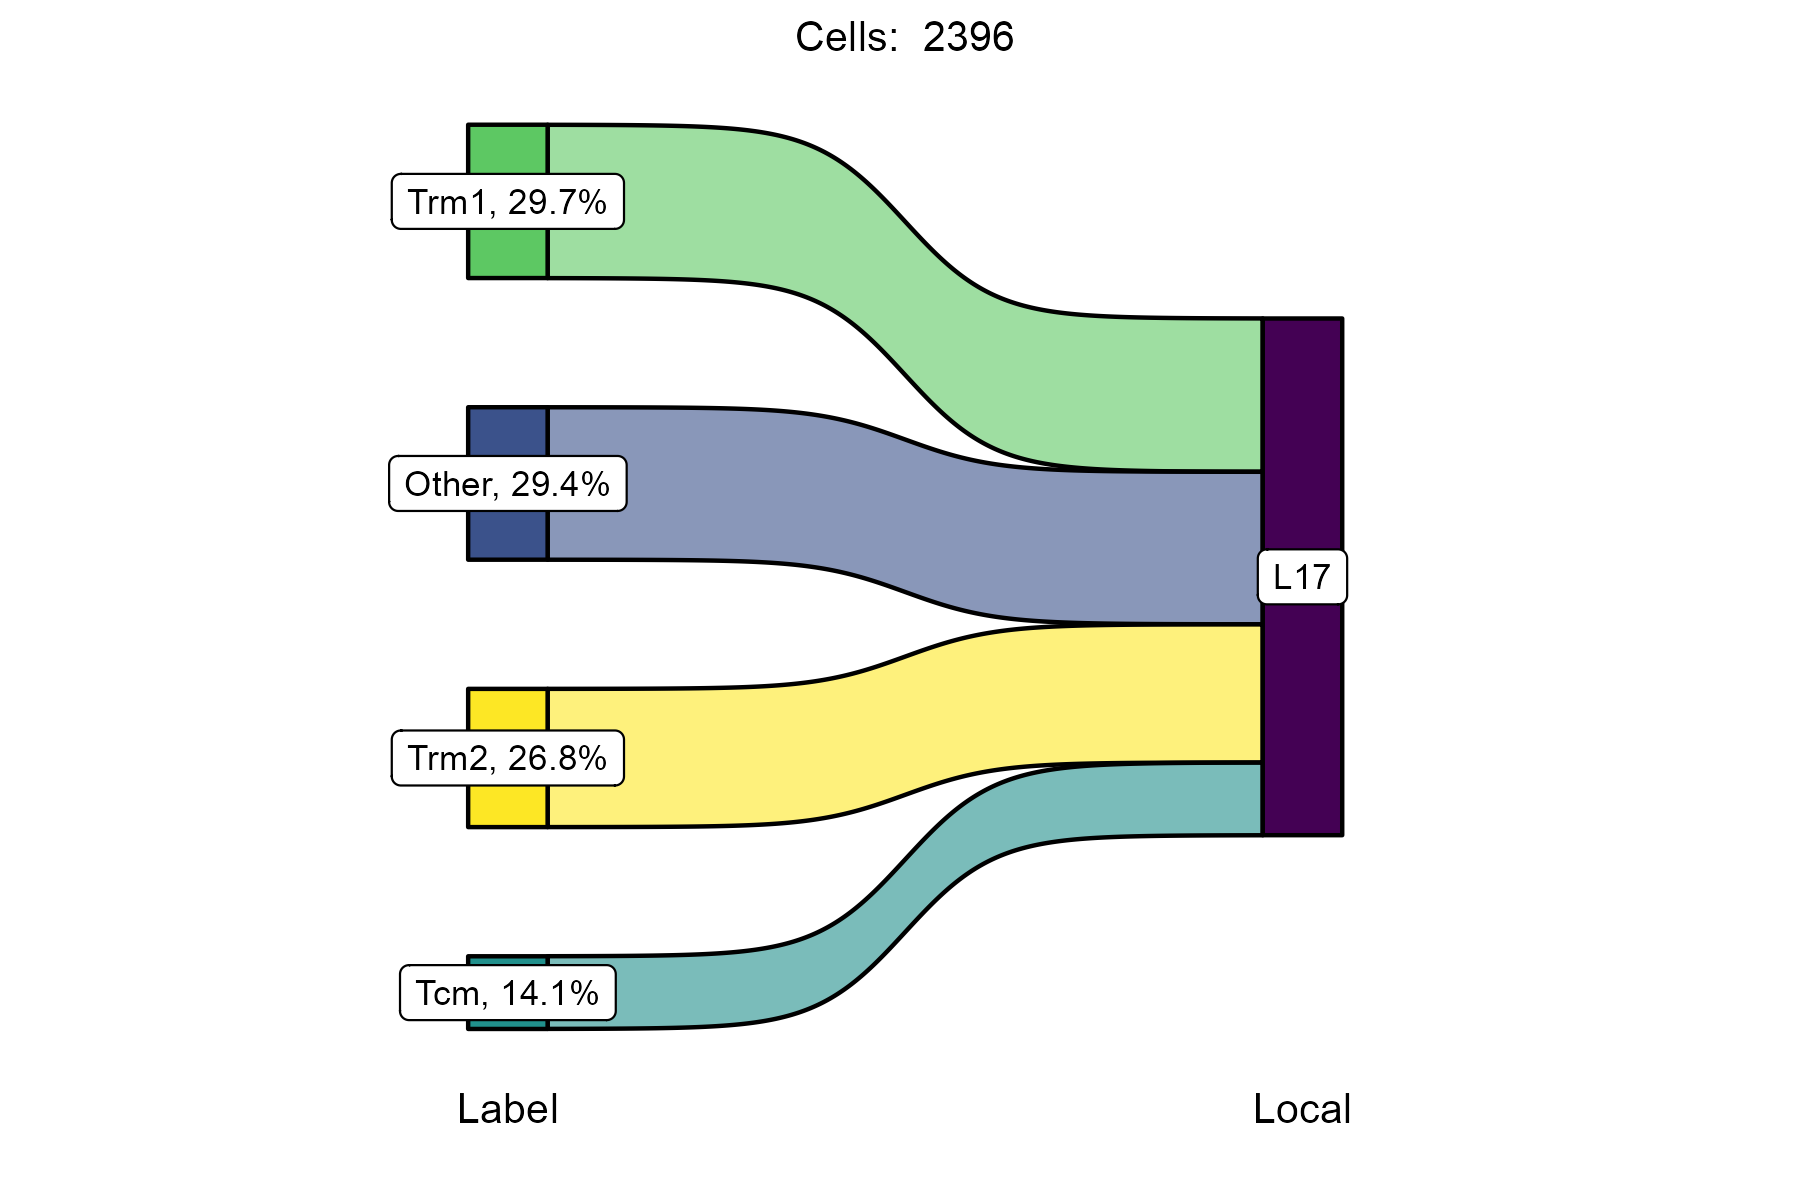 Cells:  2396
Trm1, 29.7%
Other, 29.4%
L17
Trm2, 26.8%
Tcm, 14.1%
Label
Local